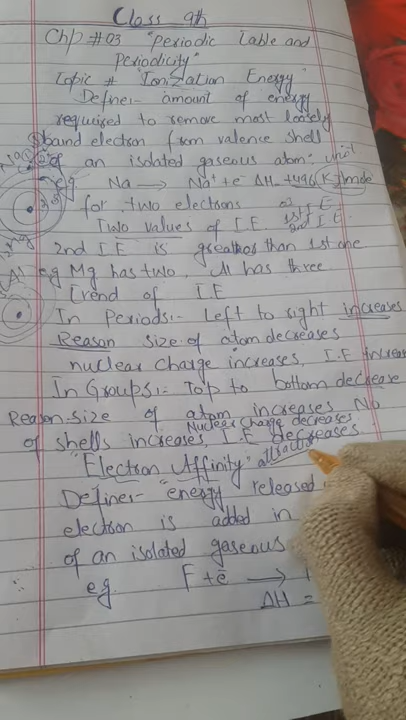 Class 9th
Chp #03 "Periodic Table and
Periodicity"
Topic # Ionization Energy"
Define:- amount of energy
required to remove most loosely
band electron from valence shell
of an isolated gaseous atom. unit
eg Na → Na⁺ + e⁻ ΔH = +496 KJ/mole
for two electrons 1st I E
Two values of I E. 2nd I E
2nd I E is greater than 1st one
eg Mg has two, Al has three
Trend of I E
In Periods:- Left to right increases
Reason size of atom decreases
nuclear charge increases, I.E increase
In Groups:- Top to bottom decrease
Reason- size of atom increases No
Nuclear charge decreases
of shells increases, I.E decreases.
"Electron Affinity"
Define:- "energy released
electron is added in
of an isolated gaseous
eg. F + e⁻ →
ΔH =